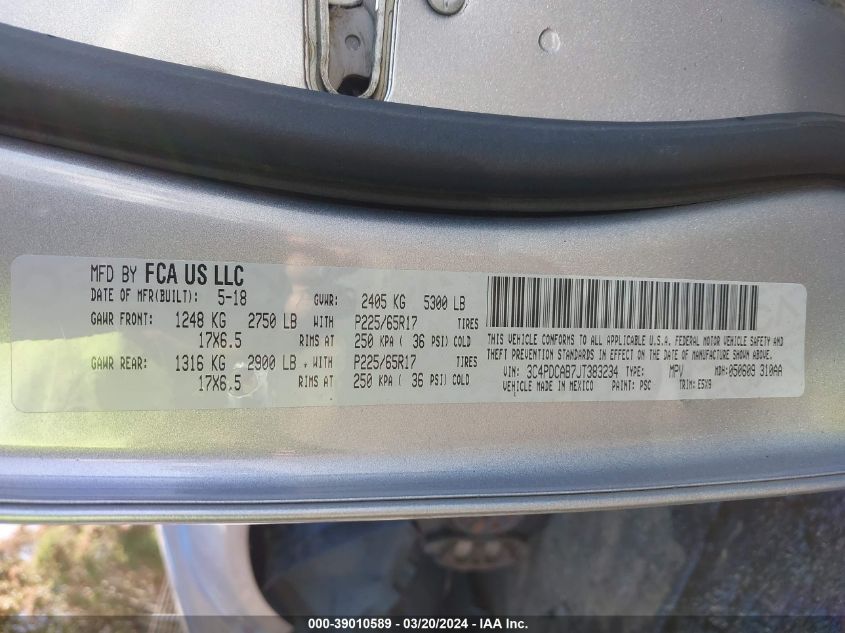 MFD BY FCA US LLC
DATE OF MFR(BUILT): 5-18 GVWR: 2405 KG 5300 LB
GAWR FRONT: 1248 KG 2750 LB WITH P225/65R17 TIRES
17X6.5 RIMS AT 250 KPA ( 36 PSI) COLD
GAWR REAR: 1316 KG 2900 LB WITH P225/65R17 TIRES
17X6.5 RIMS AT 250 KPA ( 36 PSI) COLD
THIS VEHICLE CONFORMS TO ALL APPLICABLE U.S.A. FEDERAL MOTOR VEHICLE SAFETY AND
THEFT PREVENTION STANDARDS IN EFFECT ON THE DATE OF MANUFACTURE SHOWN ABOVE.
VIN: 3C4PDCAB7JT383234 TYPE: MPV MDH: 050609 310AA
VEHICLE MADE IN MEXICO PAINT: PSC TRIM: E5X9
000-39010589 - 03/20/2024 - IAA Inc.